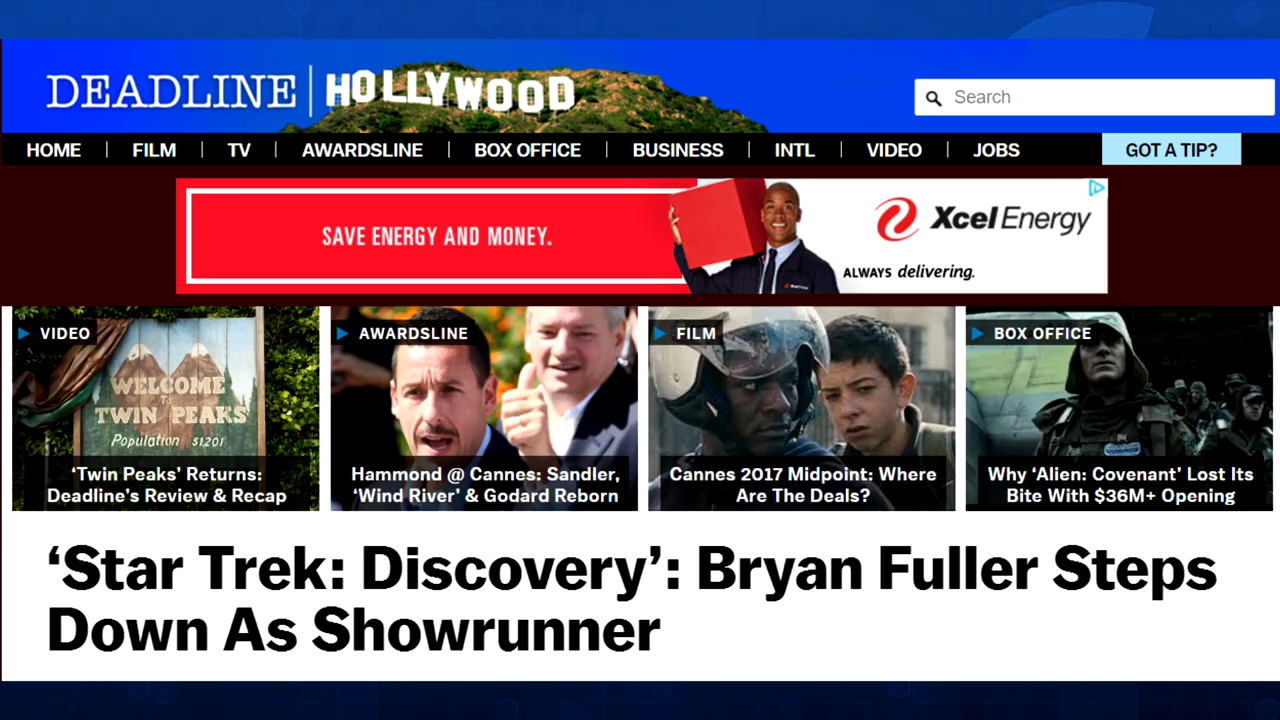 DEADLINE | HOLLYWOOD
Search
HOME | FILM | TV | AWARDSLINE | BOX OFFICE | BUSINESS | INTL | VIDEO | JOBS
GOT A TIP?
SAVE ENERGY AND MONEY.
Xcel Energy
ALWAYS delivering.
VIDEO
WELCOME
To
TWIN PEAKS
Population 51201
‘Twin Peaks’ Returns:
Deadline’s Review & Recap
AWARDSLINE
Hammond @ Cannes: Sandler,
‘Wind River’ & Godard Reborn
FILM
Cannes 2017 Midpoint: Where
Are The Deals?
BOX OFFICE
Why ‘Alien: Covenant’ Lost Its
Bite With $36M+ Opening
‘Star Trek: Discovery’: Bryan Fuller Steps
Down As Showrunner